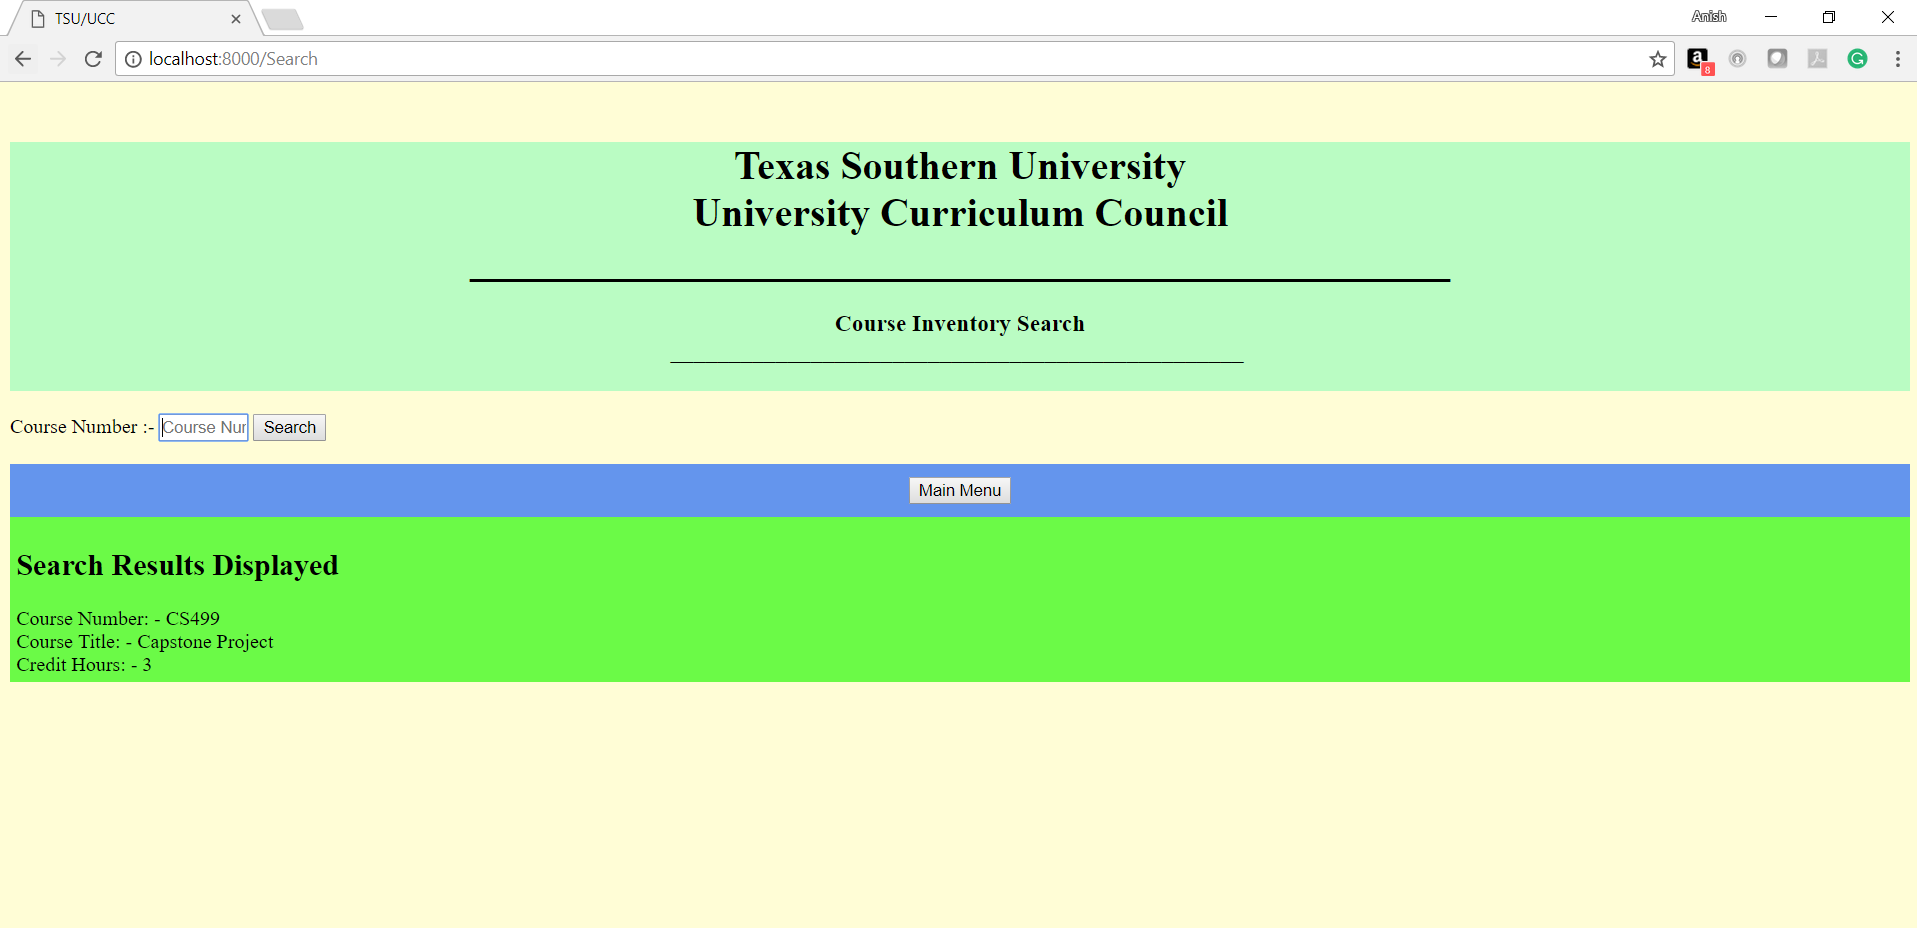 TSU/UCC
Anish
localhost:8000/Search
8
Texas Southern University
University Curriculum Council
Course Inventory Search
Course Number :- Course Nur Search
Main Menu
Search Results Displayed
Course Number: - CS499
Course Title: - Capstone Project
Credit Hours: - 3